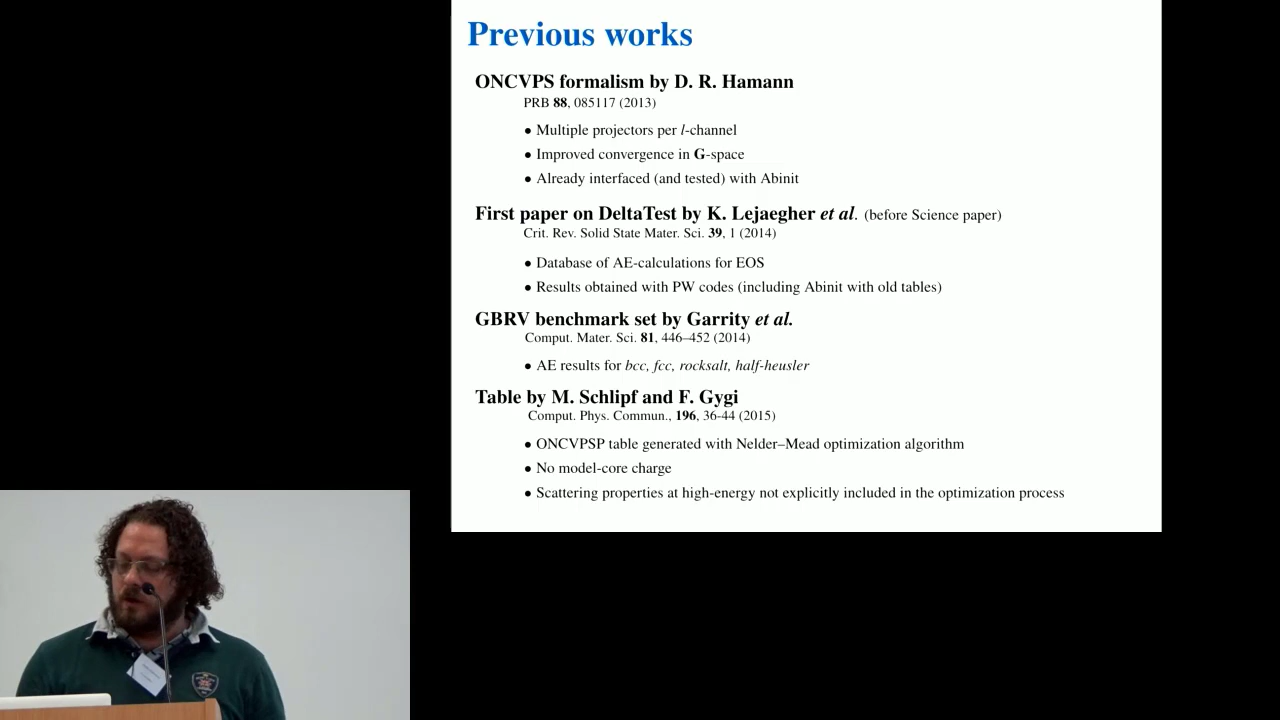 Previous works
ONCVPS formalism by D. R. Hamann
PRB 88, 085117 (2013)
• Multiple projectors per l-channel
• Improved convergence in G-space
• Already interfaced (and tested) with Abinit
First paper on DeltaTest by K. Lejaegher et al. (before Science paper)
Crit. Rev. Solid State Mater. Sci. 39, 1 (2014)
• Database of AE-calculations for EOS
• Results obtained with PW codes (including Abinit with old tables)
GBRV benchmark set by Garrity et al.
Comput. Mater. Sci. 81, 446–452 (2014)
• AE results for bcc, fcc, rocksalt, half-heusler
Table by M. Schlipf and F. Gygi
Comput. Phys. Commun., 196, 36-44 (2015)
• ONCVPSP table generated with Nelder–Mead optimization algorithm
• No model-core charge
• Scattering properties at high-energy not explicitly included in the optimization process